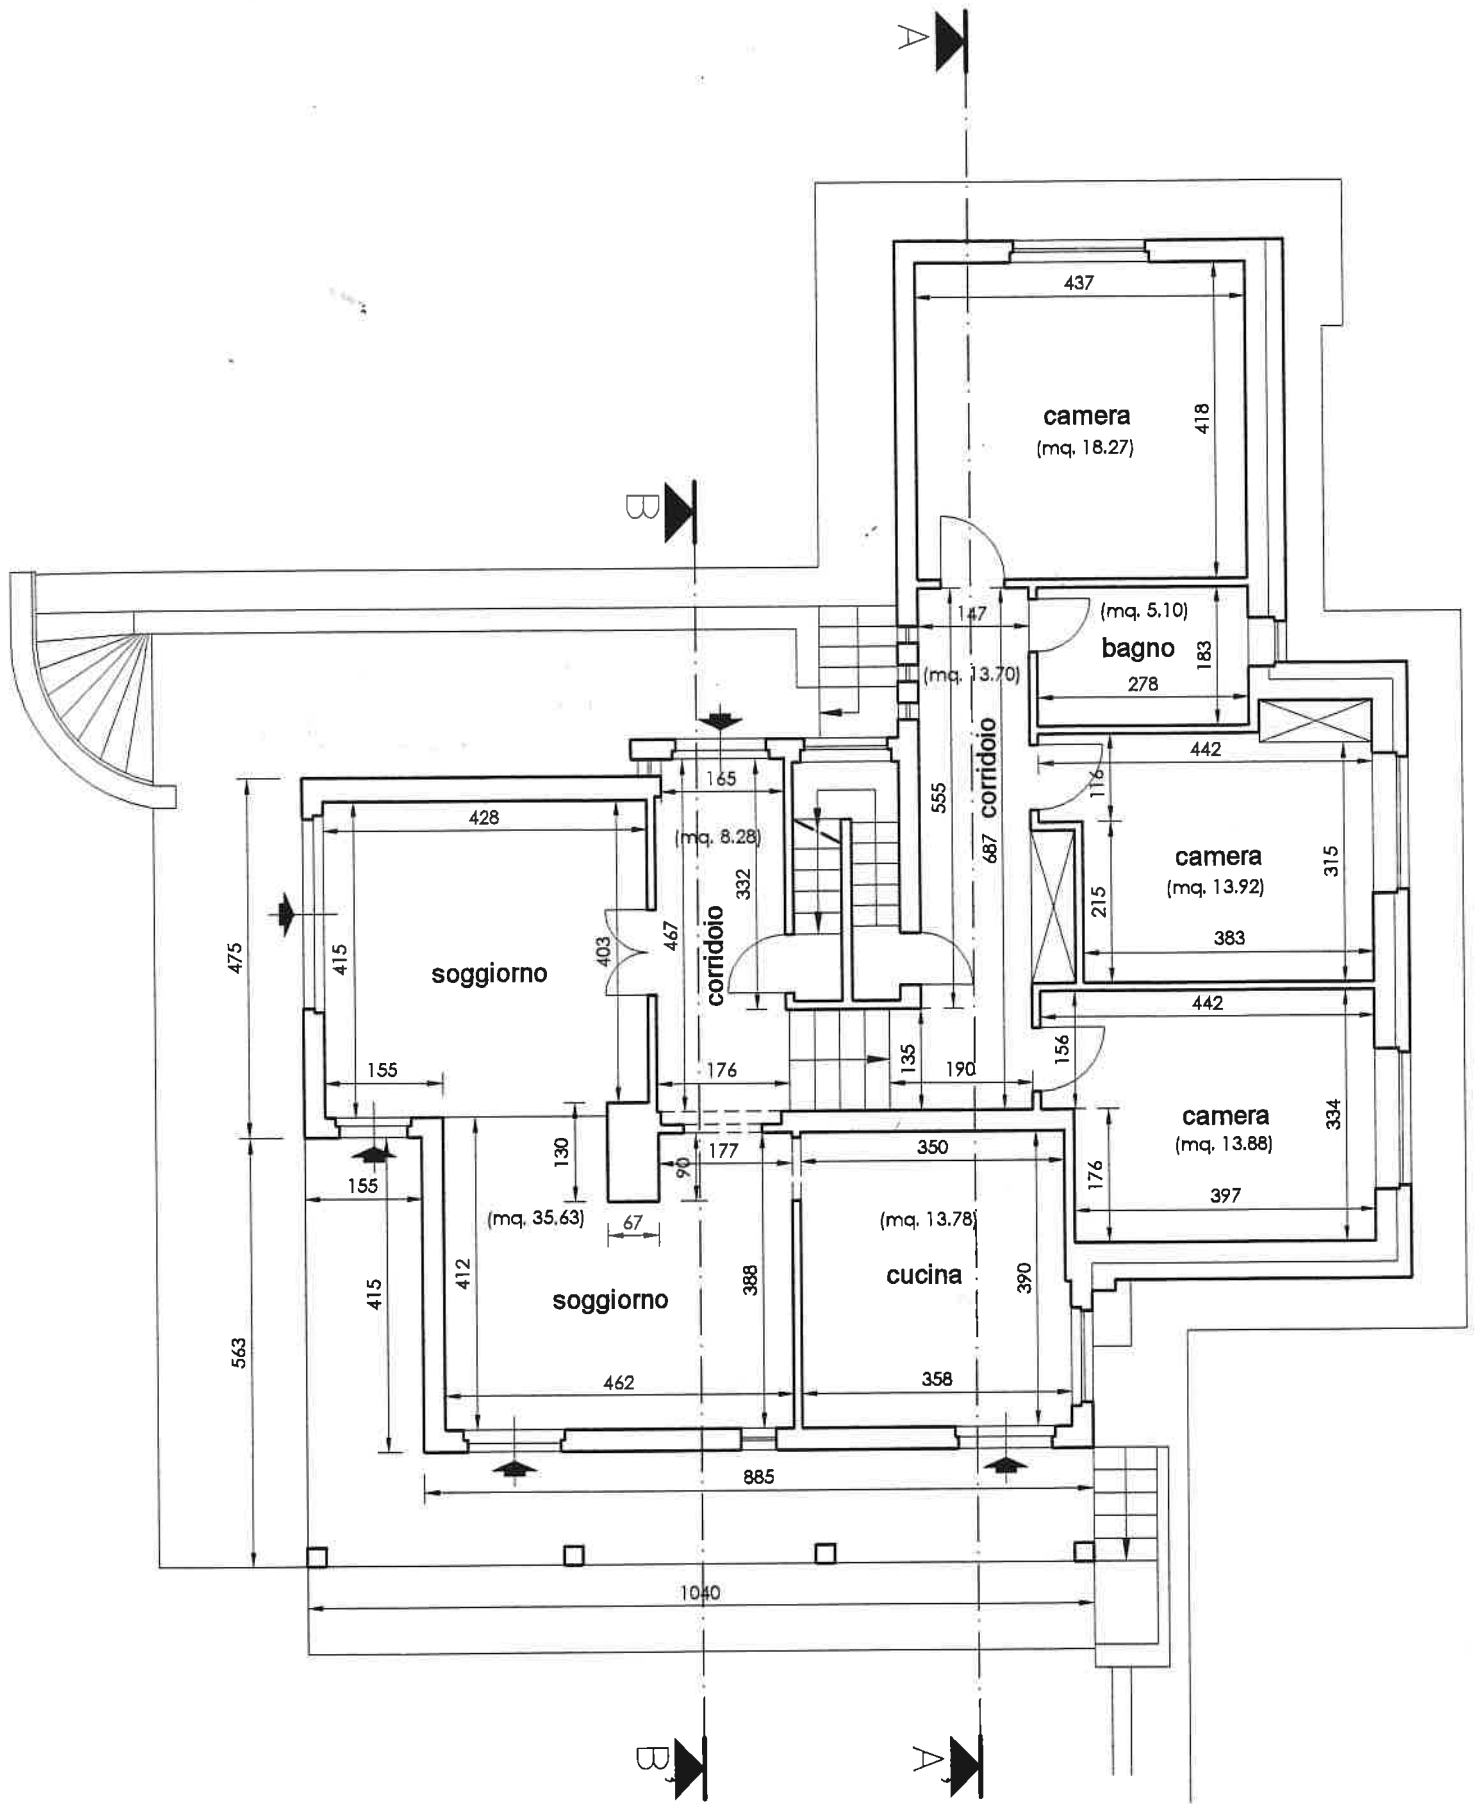 A
437
418
camera
(mq. 18.27)
B
147
(mq. 5.10)
bagno
183
278
(mq. 13.70)
corridoio
555
687
442
116
camera
(mq. 13.92)
315
215
383
165
(mq. 8.28)
332
467
corridoio
428
403
415
475
soggiorno
155
176
135
190
156
442
camera
(mq. 13.88)
334
176
397
130
177
90
350
155
(mq. 35.63)
67
(mq. 13.78)
412
388
cucina
390
415
soggiorno
563
462
358
885
1040
B'
A'